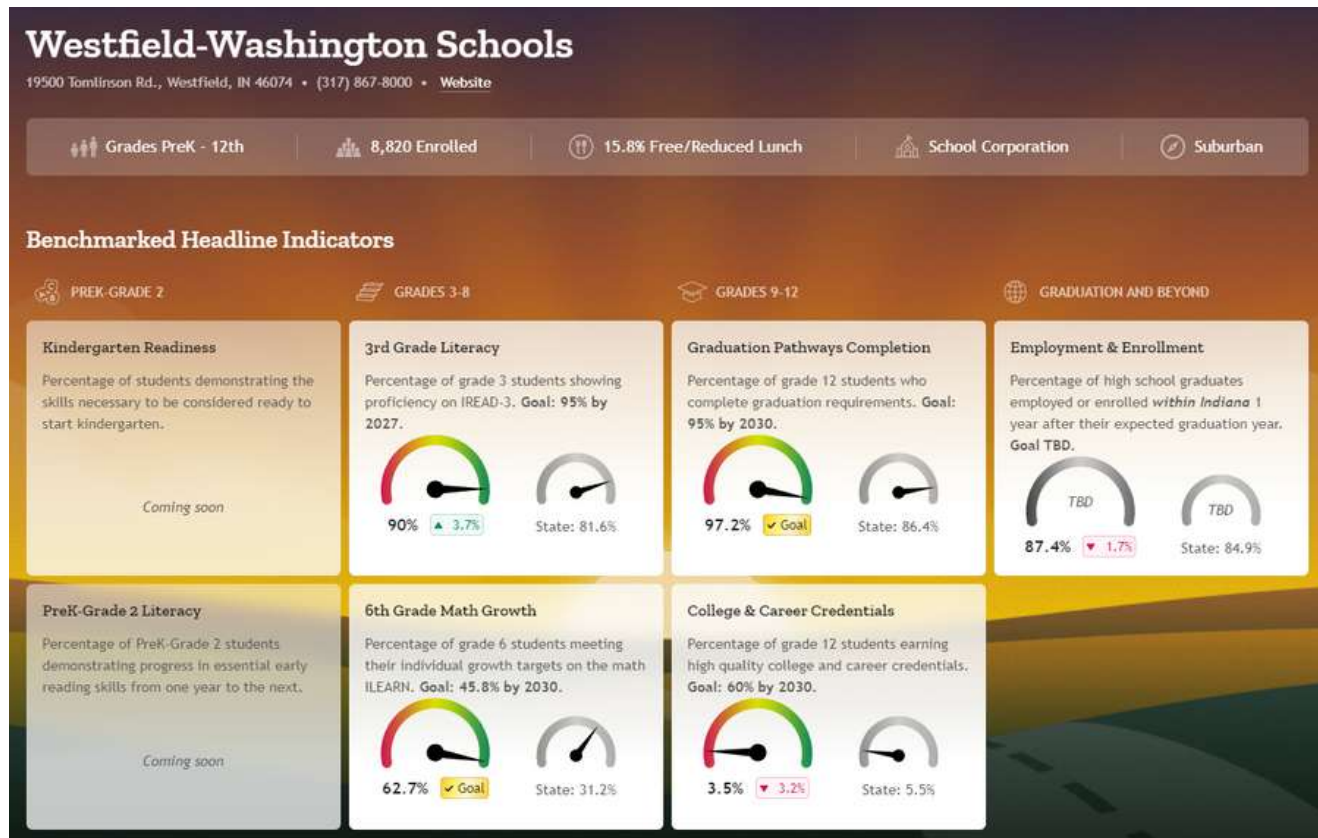 Westfield-Washington Schools
19500 Tomlinson Rd., Westfield, IN 46074 • (317) 867-8000 • Website
Grades PreK - 12th
8,820 Enrolled
15.8% Free/Reduced Lunch
School Corporation
Suburban
Benchmarked Headline Indicators
PREK-GRADE 2
Kindergarten Readiness
Percentage of students demonstrating the
skills necessary to be considered ready to
start kindergarten.
Coming soon
PreK-Grade 2 Literacy
Percentage of PreK-Grade 2 students
demonstrating progress in essential early
reading skills from one year to the next.
Coming soon
GRADES 3-8
3rd Grade Literacy
Percentage of grade 3 students showing
proficiency on IREAD-3. Goal: 95% by
2027.
90% ▲ 3.7%
State: 81.6%
6th Grade Math Growth
Percentage of grade 6 students meeting
their individual growth targets on the math
ILEARN. Goal: 45.8% by 2030.
62.7% ✓ Goal
State: 31.2%
GRADES 9-12
Graduation Pathways Completion
Percentage of grade 12 students who
complete graduation requirements. Goal:
95% by 2030.
97.2% ✓ Goal
State: 86.4%
College & Career Credentials
Percentage of grade 12 students earning
high quality college and career credentials.
Goal: 60% by 2030.
3.5% ▼ 3.2%
State: 5.5%
GRADUATION AND BEYOND
Employment & Enrollment
Percentage of high school graduates
employed or enrolled within Indiana 1
year after their expected graduation year.
Goal TBD.
TBD
87.4% ▼ 1.7%
TBD
State: 84.9%